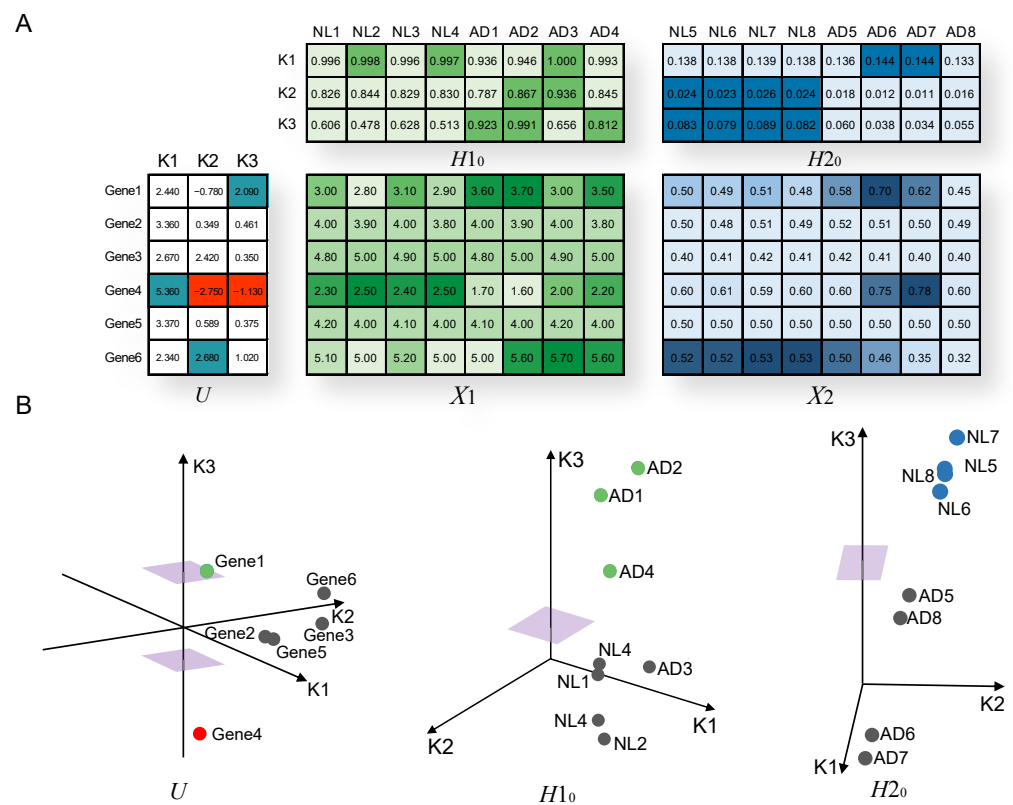 A
NL1 NL2 NL3 NL4 AD1 AD2 AD3 AD4
NL5 NL6 NL7 NL8 AD5 AD6 AD7 AD8
K1 0.996 0.998 0.996 0.997 0.936 0.946 1.000 0.993
0.138 0.138 0.139 0.138 0.136 0.144 0.144 0.133
K2 0.826 0.844 0.829 0.830 0.787 0.867 0.936 0.845
0.024 0.023 0.026 0.024 0.018 0.012 0.011 0.016
K3 0.606 0.478 0.628 0.513 0.923 0.991 0.656 0.812
0.083 0.079 0.089 0.082 0.060 0.038 0.034 0.055
H1₀
H2₀
K1 K2 K3
Gene1 2.440 −0.780 2.090
3.00 2.80 3.10 2.90 3.60 3.70 3.00 3.50
0.50 0.49 0.51 0.48 0.58 0.70 0.62 0.45
Gene2 3.360 0.349 0.461
4.00 3.90 4.00 3.80 4.00 3.90 4.00 3.80
0.50 0.48 0.51 0.49 0.52 0.51 0.50 0.49
Gene3 2.670 2.420 0.350
4.80 5.00 4.90 5.00 4.80 5.00 4.90 5.00
0.40 0.41 0.42 0.41 0.41 0.41 0.40 0.40
Gene4 5.360 −2.750 −1.130
2.30 2.50 2.40 2.50 1.70 1.60 2.00 2.20
0.60 0.61 0.59 0.60 0.60 0.75 0.78 0.60
Gene5 3.370 0.589 0.375
4.20 4.00 4.10 4.00 4.10 4.00 4.20 4.00
0.50 0.50 0.50 0.50 0.50 0.50 0.50 0.50
Gene6 2.340 2.680 1.020
5.10 5.00 5.20 5.00 5.00 5.60 5.70 5.60
0.52 0.52 0.53 0.53 0.50 0.46 0.35 0.32
U
X1
X2
B
K3
Gene1
Gene6
K2
Gene2
Gene3
Gene5
K1
Gene4
U
K3
AD2
AD1
AD4
NL4
AD3
NL1
K1
NL4
K2
NL2
H1₀
K3
NL7
NL5
NL8
NL6
AD5
AD8
K2
AD6
K1
AD7
H2₀